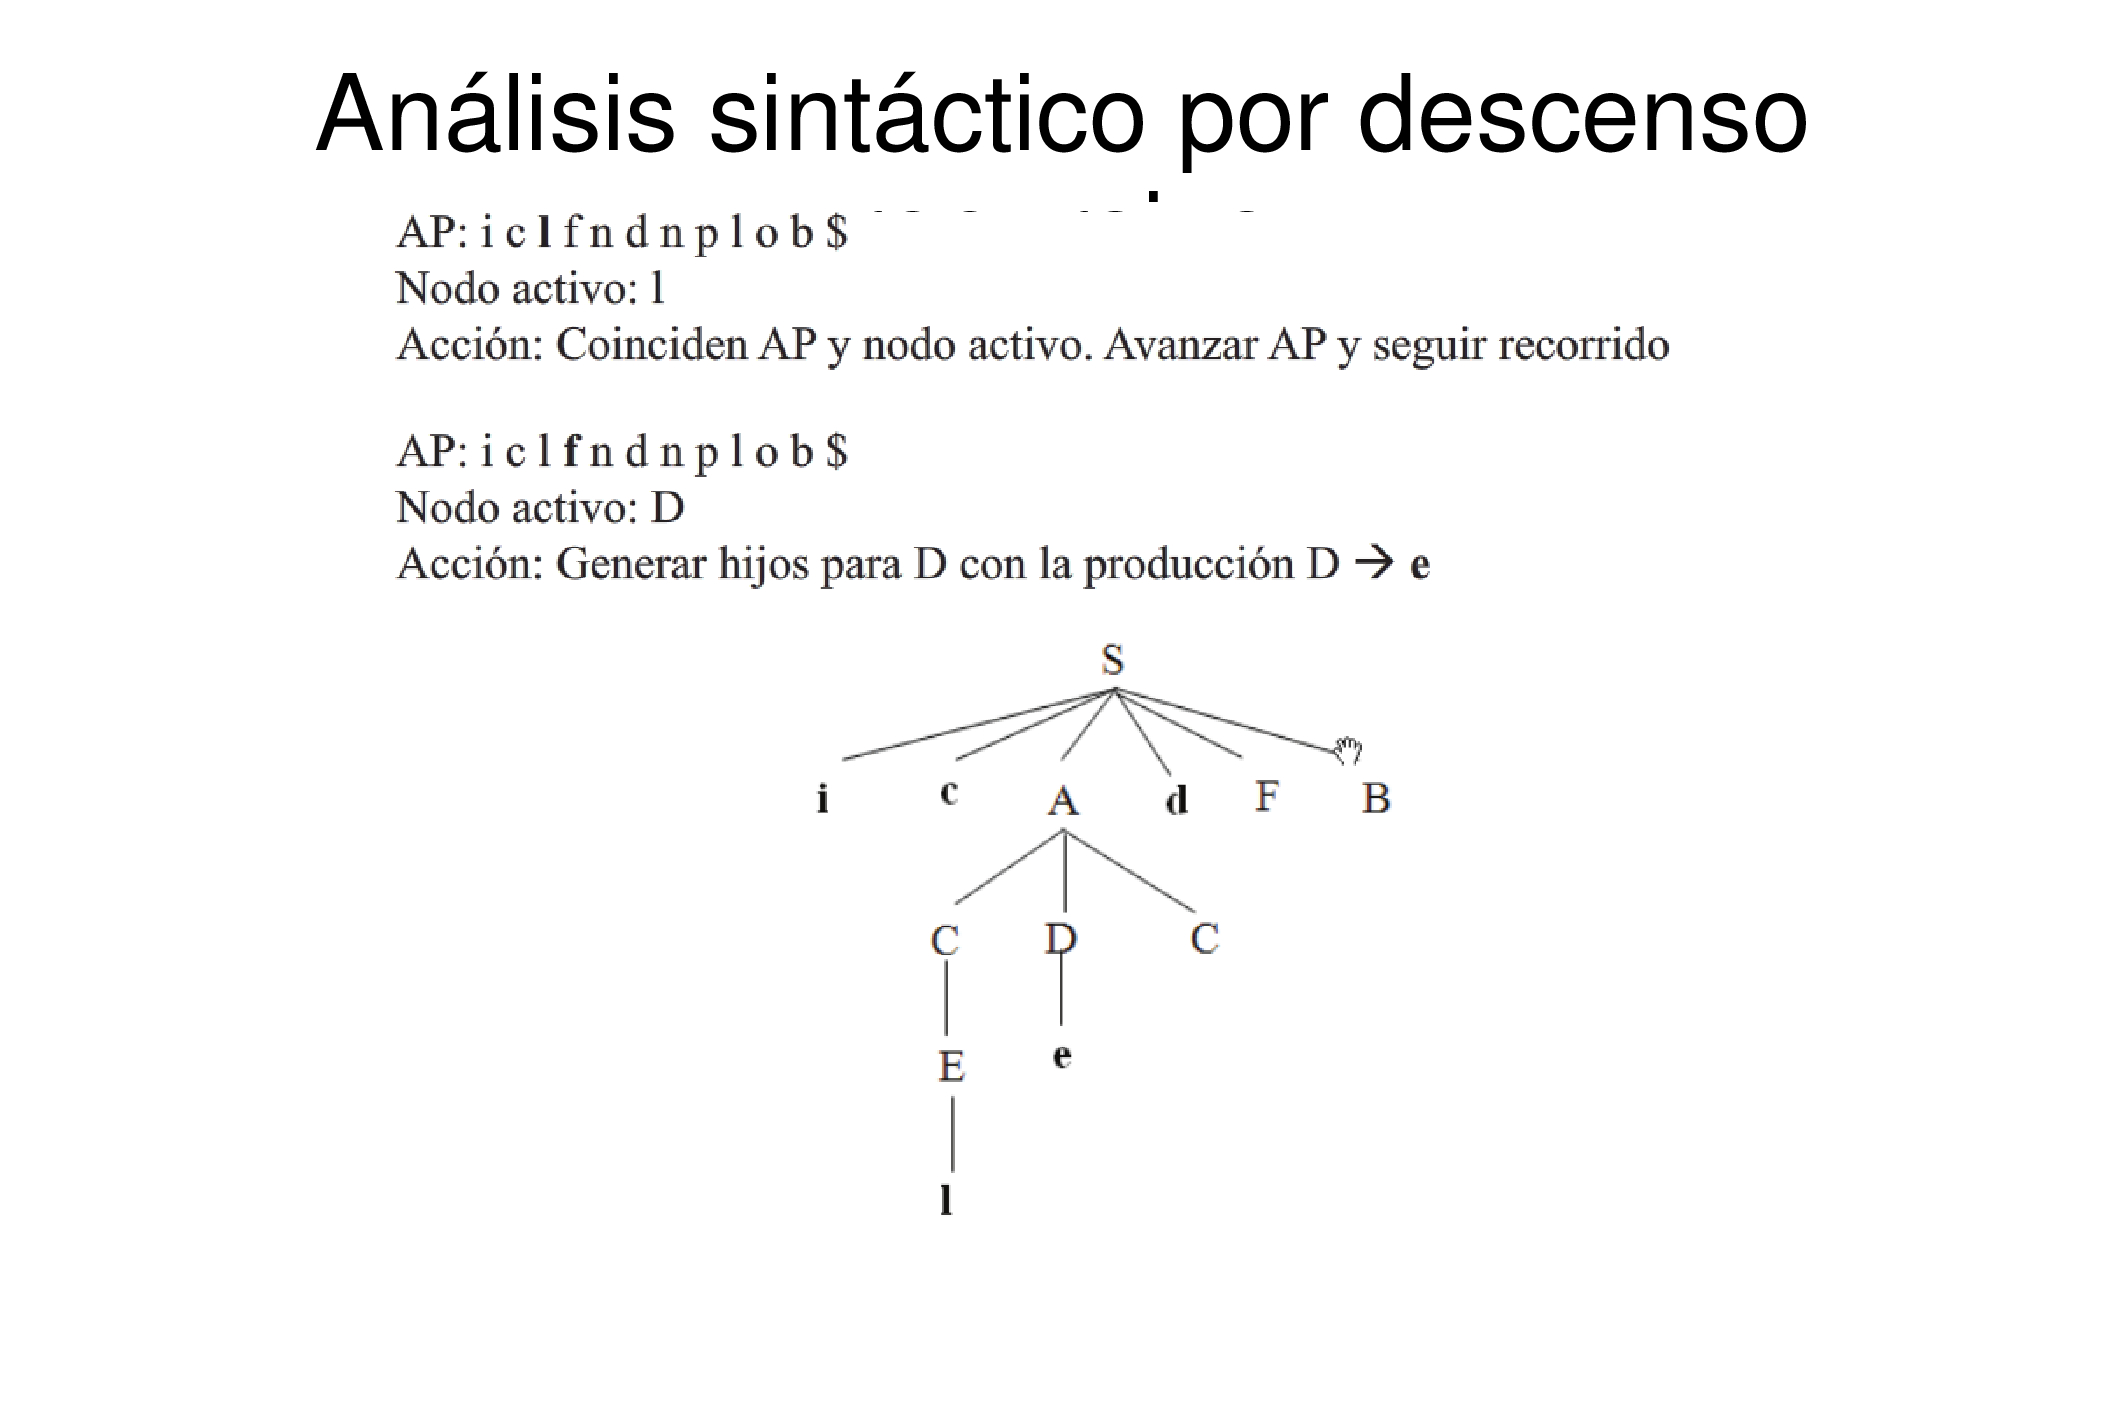 Análisis sintáctico por descenso
AP: i c l f n d n p l o b $
Nodo activo: l
Acción: Coinciden AP y nodo activo. Avanzar AP y seguir recorrido
AP: i c l f n d n p l o b $
Nodo activo: D
Acción: Generar hijos para D con la producción D → e
S
i c A d F B
C D C
E e
l